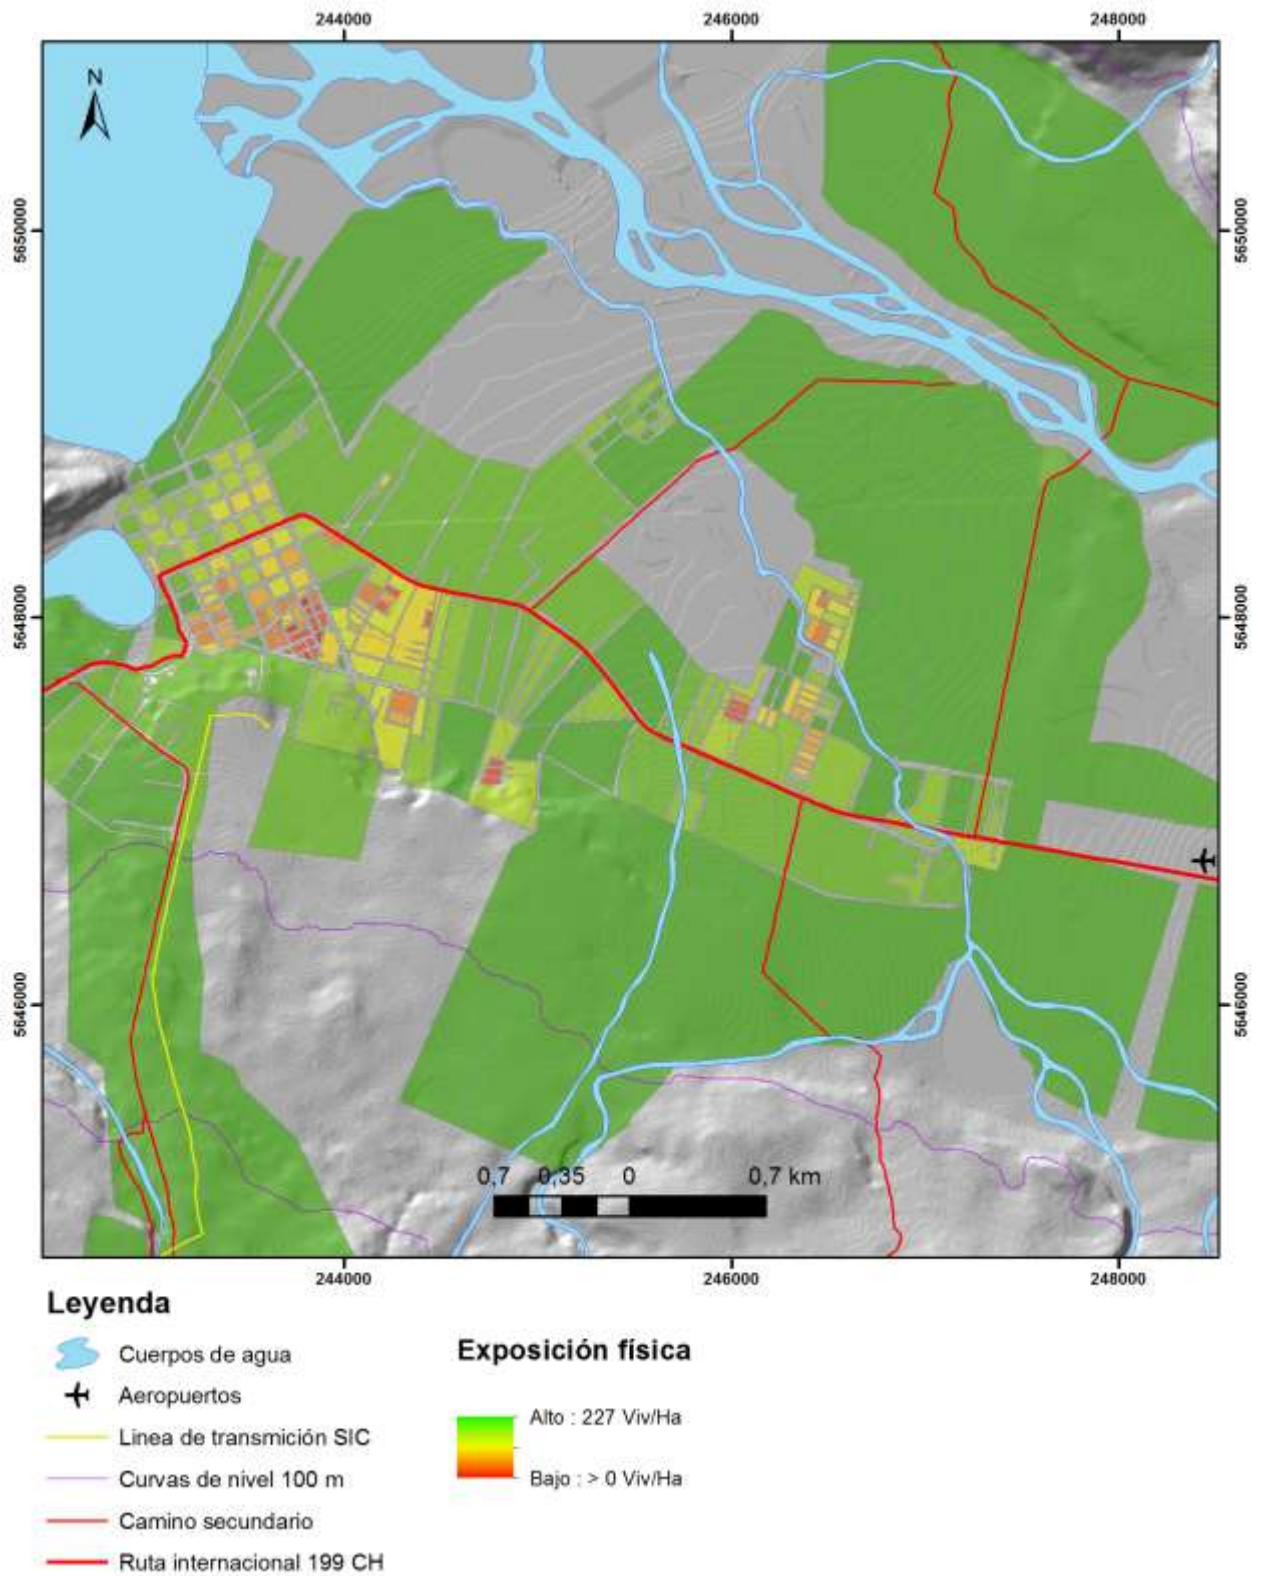 244000 246000 248000
N
5650000 5650000
5648000 5648000
5646000 5646000
0,7 0,35 0 0,7 km
244000 246000 248000
Leyenda
Cuerpos de agua
Aeropuertos
Linea de transmición SIC
Curvas de nivel 100 m
Camino secundario
Ruta internacional 199 CH
Exposición física
Alto : 227 Viv/Ha
Bajo : > 0 Viv/Ha